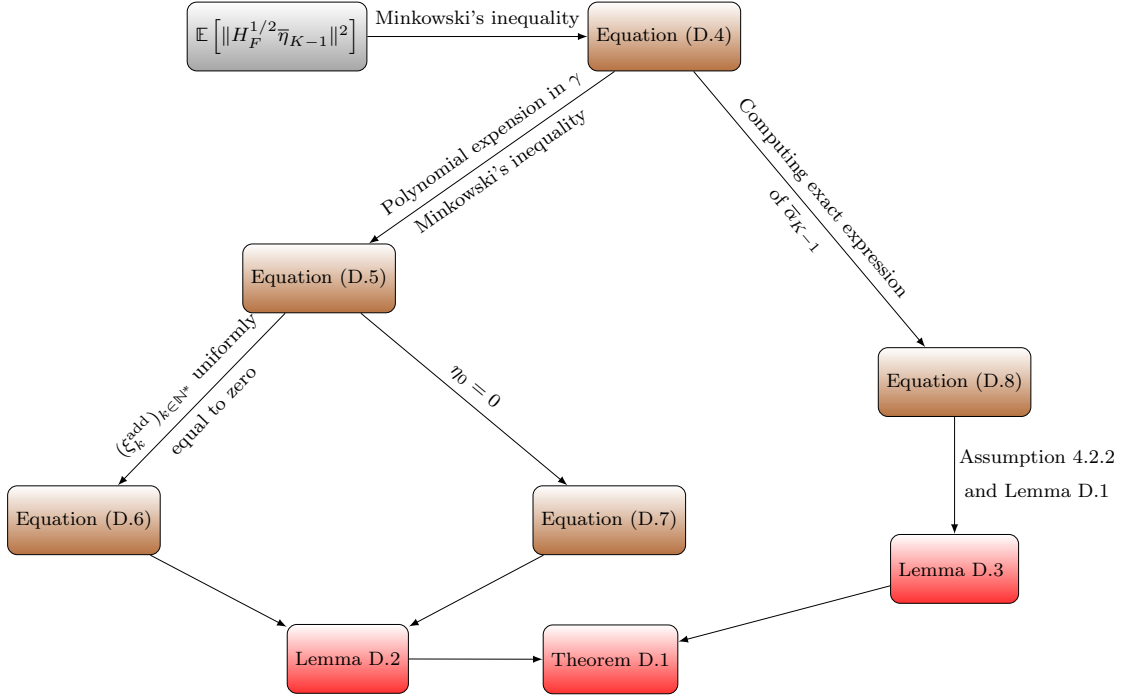 𝔼 [‖H_F^{1/2} η̅_{K−1}‖²]
Minkowski's inequality
Equation (D.4)
Polynomial expension in γ
Minkowski's inequality
Computing exact expression
of α̅_{K−1}
Equation (D.5)
(ξ_k^{add})_{k∈ℕ*} uniformly
equal to zero
η₀ = 0
Equation (D.8)
Assumption 4.2.2
and Lemma D.1
Equation (D.6)
Equation (D.7)
Lemma D.3
Lemma D.2
Theorem D.1